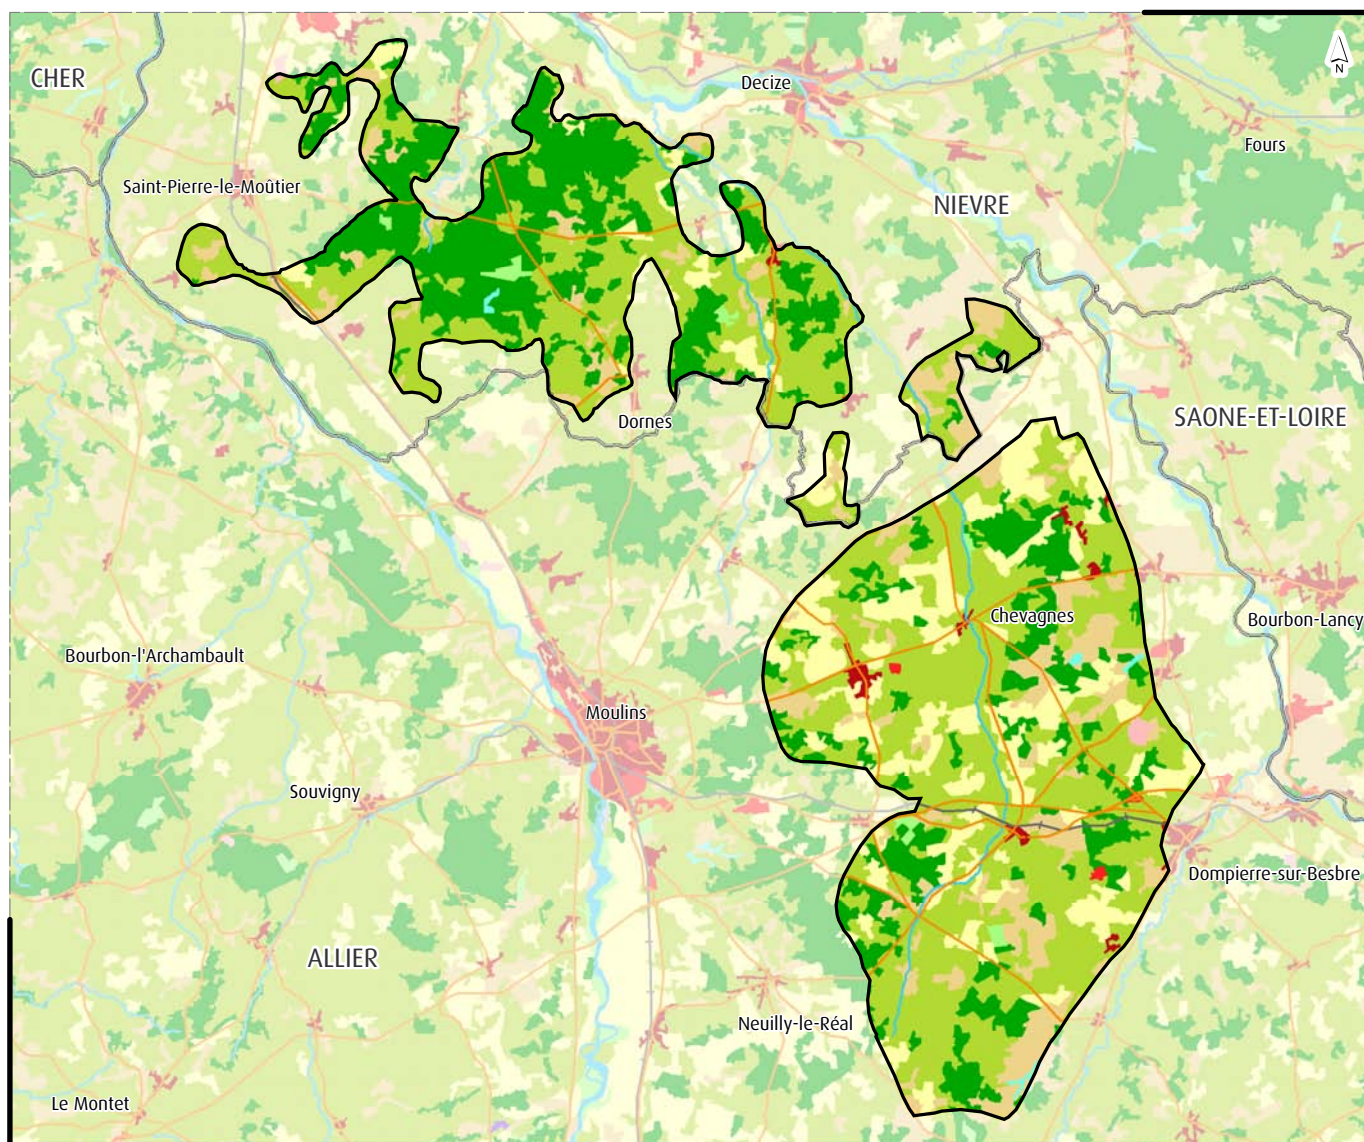 CHER
Decize
N
Fours
Saint-Pierre-le-Moûtier
NIEVRE
SAONE-ET-LOIRE
Dornes
Chevagnes
Bourbon-Lancy
Bourbon-l'Archambault
Moulins
Souvigny
Dompierre-sur-Besbre
ALLIER
Neuilly-le-Réal
Le Montet